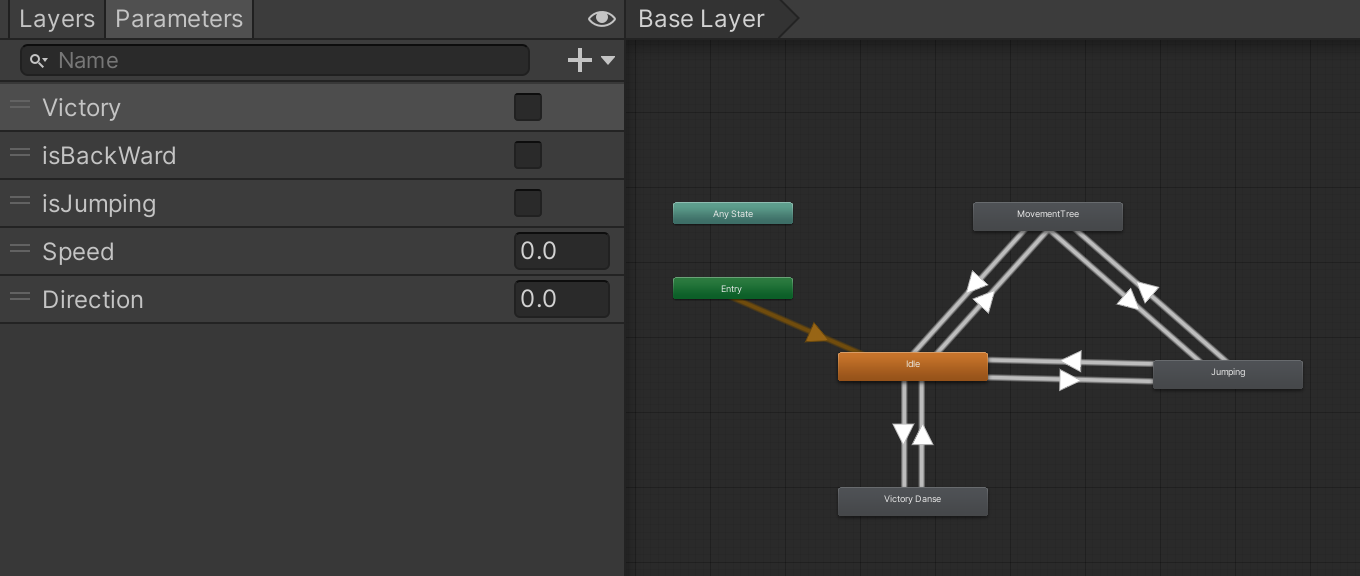 Layers Parameters
Name
Victory
isBackWard
isJumping
Speed 0.0
Direction 0.0
Base Layer
Any State
MovementTree
Entry
Idle
Jumping
Victory Danse